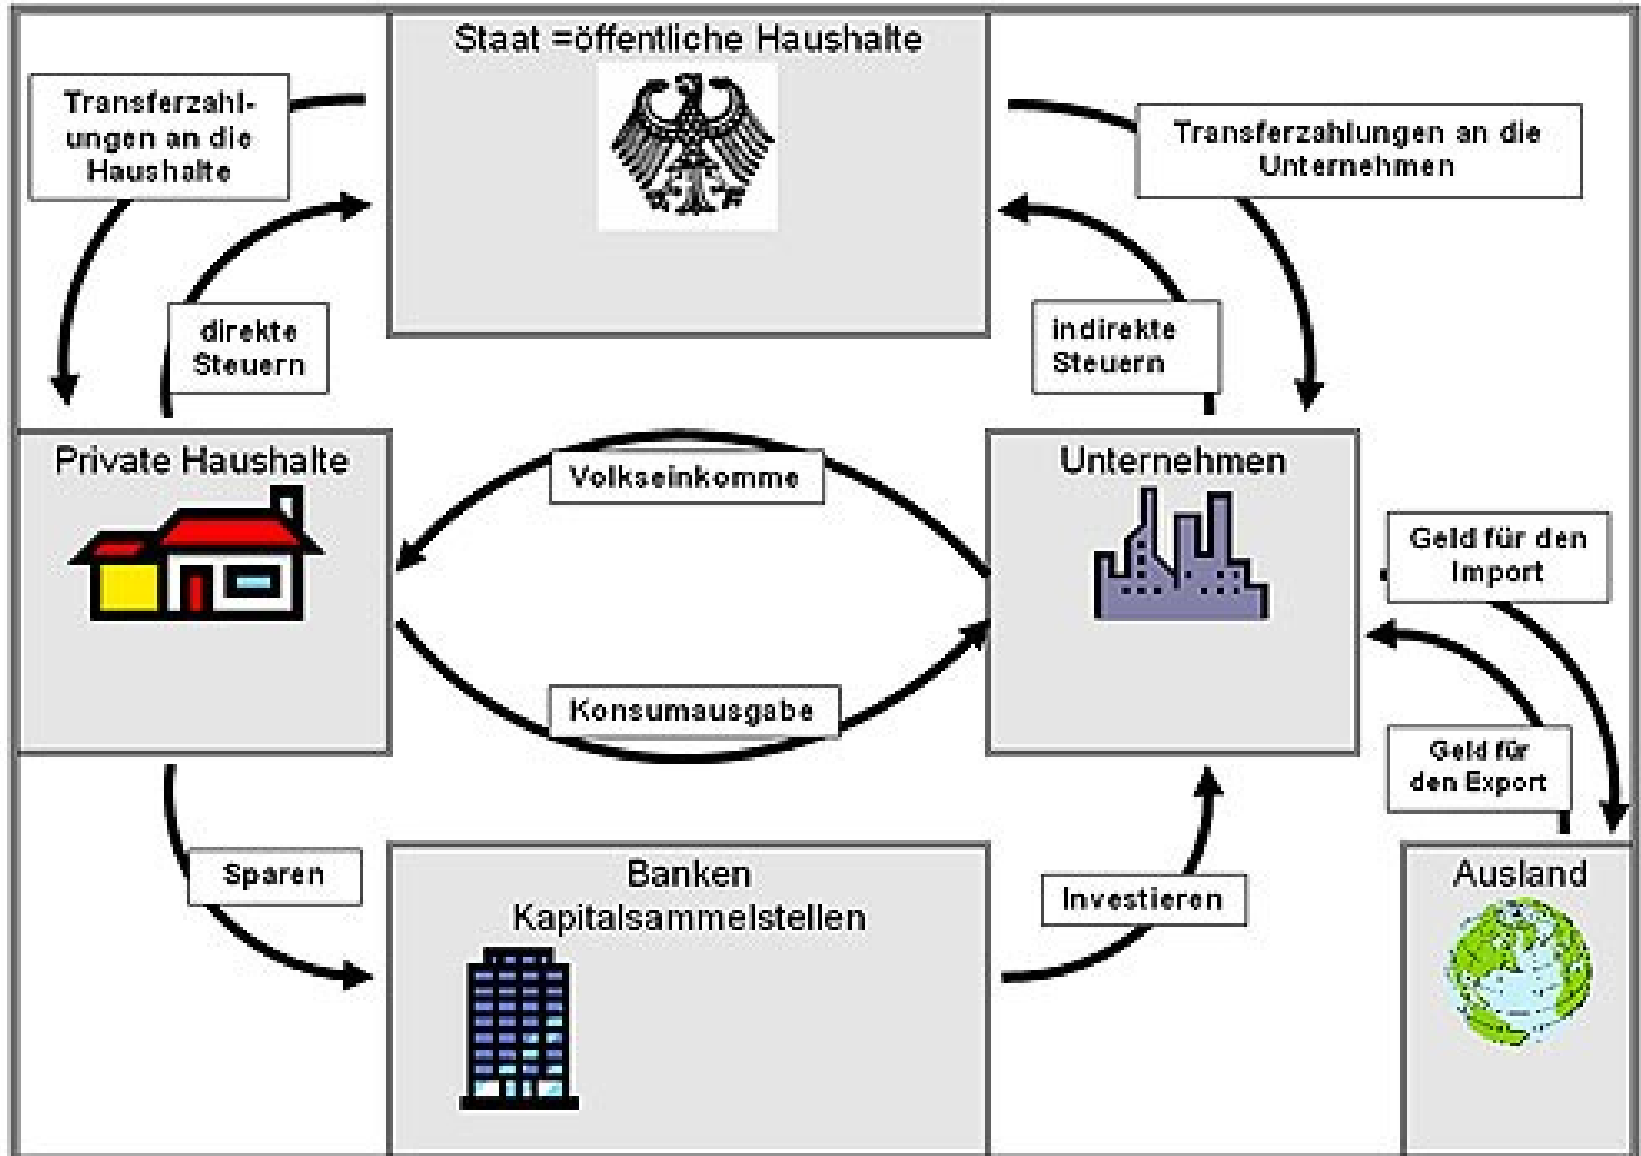 Staat =öffentliche Haushalte
Transferzahl-
ungen an die
Haushalte
Transferzahlungen an die
Unternehmen
direkte
Steuern
indirekte
Steuern
Private Haushalte
Volkseinkomme
Unternehmen
Geld für den
Import
Konsumausgabe
Geld für
den Export
Sparen
Banken
Kapitalsammelstellen
Investieren
Ausland